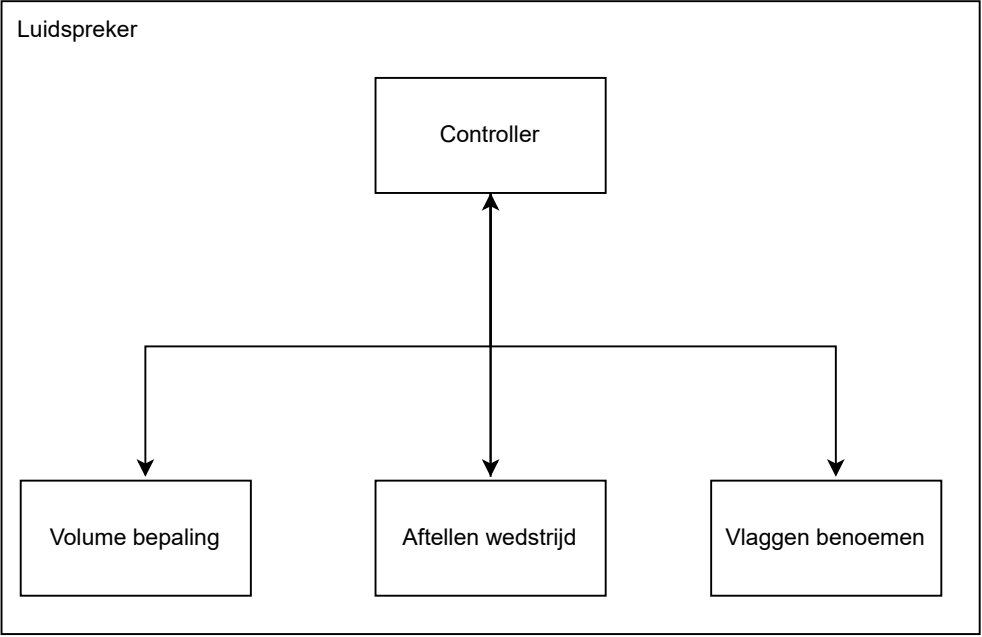 Luidspreker
Controller
Volume bepaling
Aftellen wedstrijd
Vlaggen benoemen